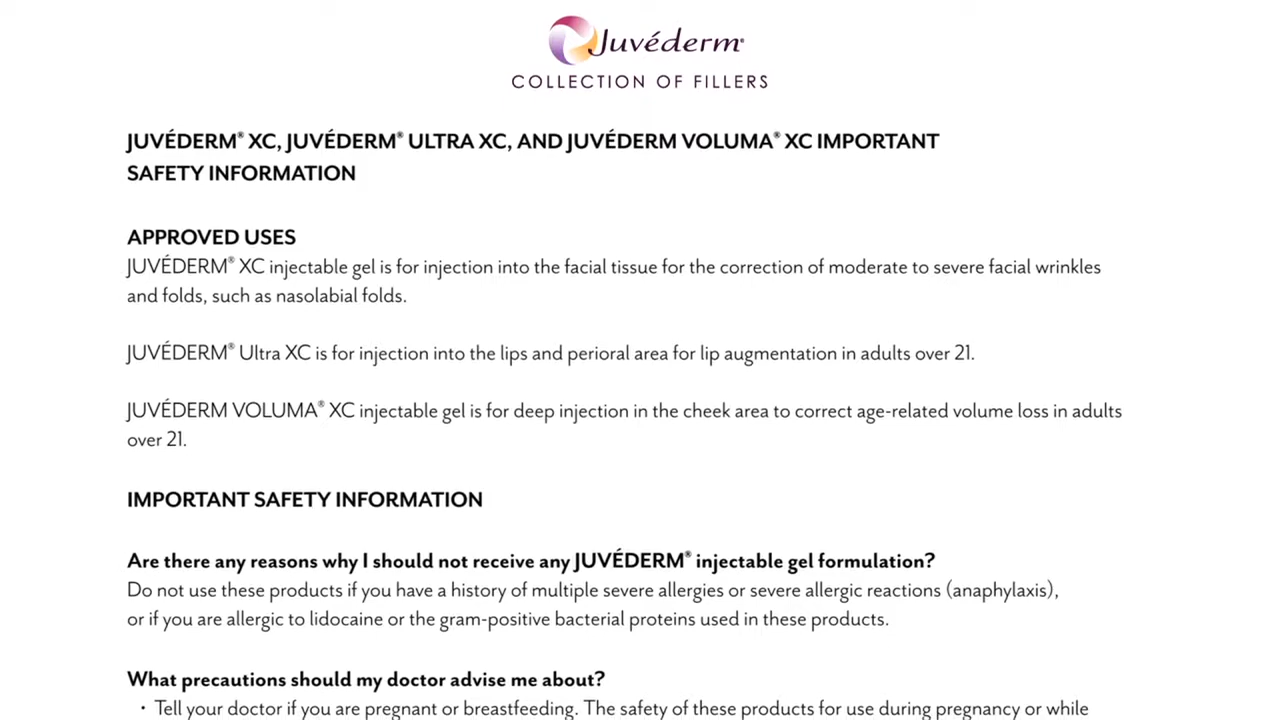 Juvéderm®
COLLECTION OF FILLERS
JUVÉDERM® XC, JUVÉDERM® ULTRA XC, AND JUVÉDERM VOLUMA® XC IMPORTANT
SAFETY INFORMATION
APPROVED USES
JUVÉDERM® XC injectable gel is for injection into the facial tissue for the correction of moderate to severe facial wrinkles
and folds, such as nasolabial folds.
JUVÉDERM® Ultra XC is for injection into the lips and perioral area for lip augmentation in adults over 21.
JUVÉDERM VOLUMA® XC injectable gel is for deep injection in the cheek area to correct age-related volume loss in adults
over 21.
IMPORTANT SAFETY INFORMATION
Are there any reasons why I should not receive any JUVÉDERM® injectable gel formulation?
Do not use these products if you have a history of multiple severe allergies or severe allergic reactions (anaphylaxis),
or if you are allergic to lidocaine or the gram-positive bacterial proteins used in these products.
What precautions should my doctor advise me about?
• Tell your doctor if you are pregnant or breastfeeding. The safety of these products for use during pregnancy or while